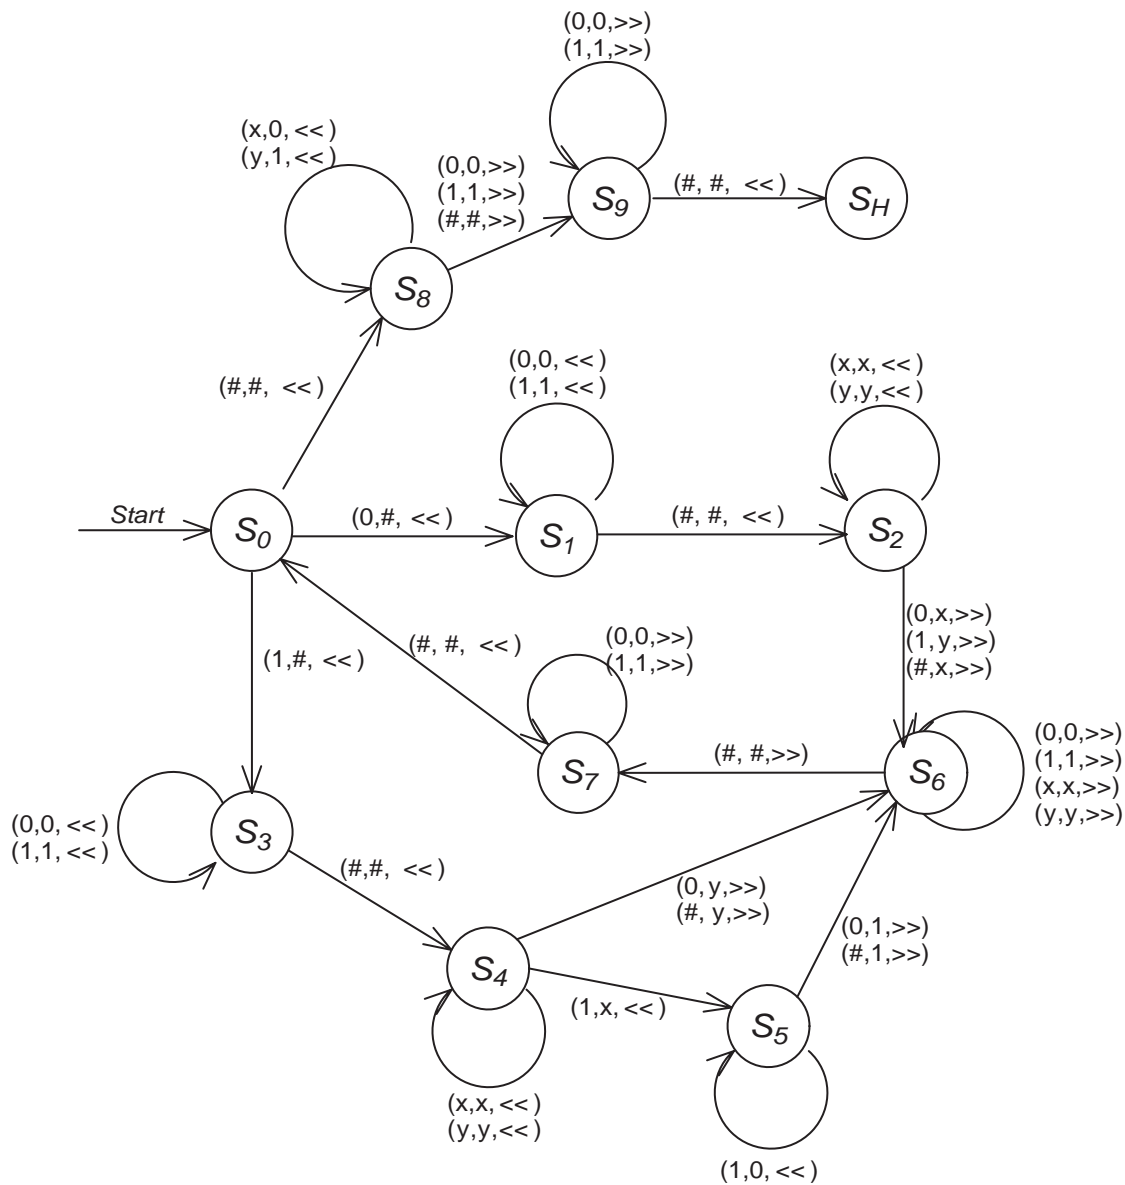 (0,0,>>)
(1,1,>>)
(x,0, << )
(y,1, << )
(0,0,>>)
(1,1,>>)
(#,#,>>)
S9
(#, #, << )
SH
S8
(#,#, << )
(0,0, << )
(1,1, << )
(x,x, << )
(y,y,<< )
Start
S0
(0,#, << )
S1
(#, #, << )
S2
(0,x,>>)
(1,y,>>)
(#,x,>>)
(1,#, << )
(#, #, << )
(0,0,>>)
(1,1,>>)
S7
(#, #,>>)
S6
(0,0,>>)
(1,1,>>)
(x,x,>>)
(y,y,>>)
(0,0, << )
(1,1, << )
S3
(#,#, << )
(0,y,>>)
(#, y,>>)
(0,1,>>)
(#,1,>>)
S4
(1,x, << )
S5
(x,x, << )
(y,y,<< )
(1,0, << )